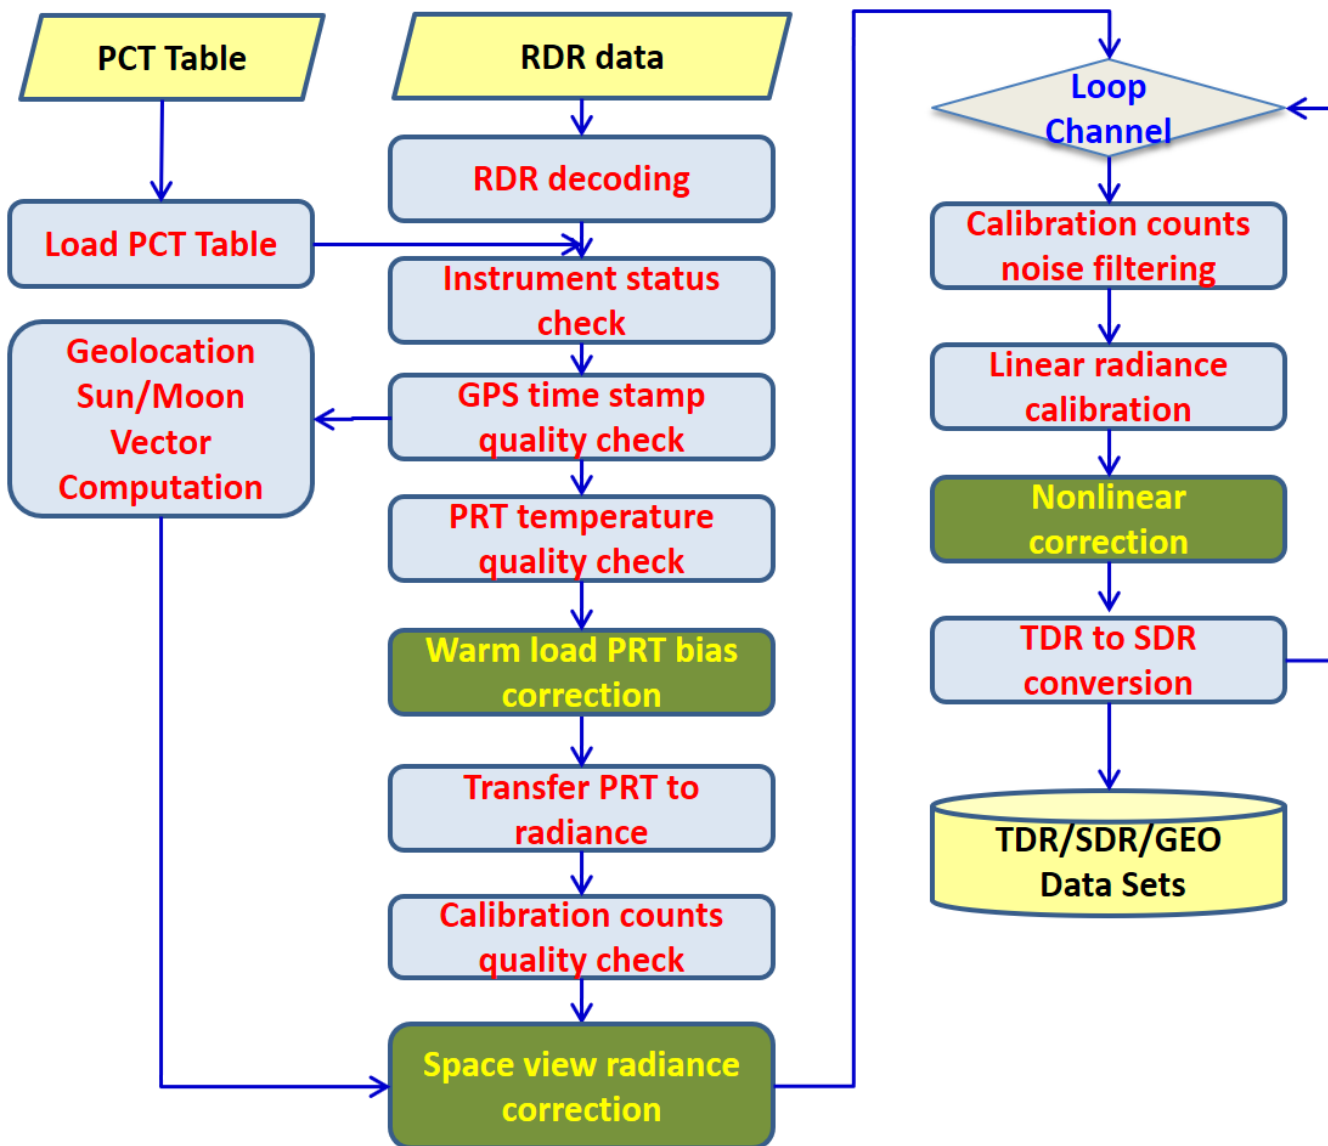 PCT Table
Load PCT Table
Geolocation
Sun/Moon
Vector
Computation
RDR data
RDR decoding
Instrument status
check
GPS time stamp
quality check
PRT temperature
quality check
Warm load PRT bias
correction
Transfer PRT to
radiance
Calibration counts
quality check
Space view radiance
correction
Loop
Channel
Calibration counts
noise filtering
Linear radiance
calibration
Nonlinear
correction
TDR to SDR
conversion
TDR/SDR/GEO
Data Sets